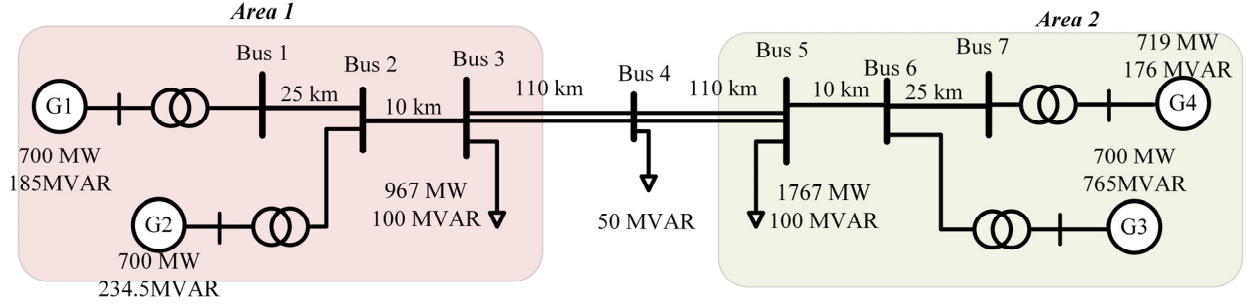 Area 1
Area 2
Bus 1
Bus 2
Bus 3
Bus 4
Bus 5
Bus 6
Bus 7
25 km
10 km
110 km
110 km
10 km
25 km
G1
700 MW
185MVAR
G2
700 MW
234.5MVAR
967 MW
100 MVAR
50 MVAR
1767 MW
100 MVAR
719 MW
176 MVAR
G4
700 MW
765MVAR
G3